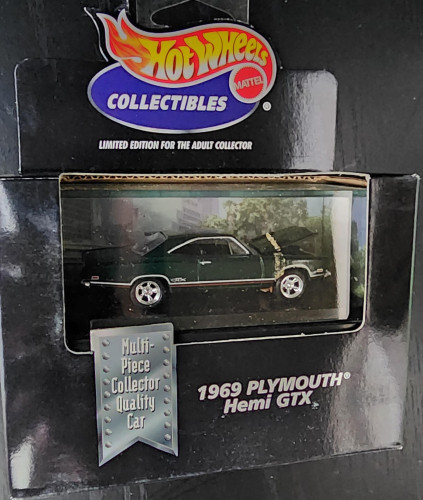 HOT WHEELS
MATTEL
COLLECTIBLES®
LIMITED EDITION FOR THE ADULT COLLECTOR
GTX
Multi-
Piece
Collector
Quality
Car
1969 PLYMOUTH®
Hemi GTX